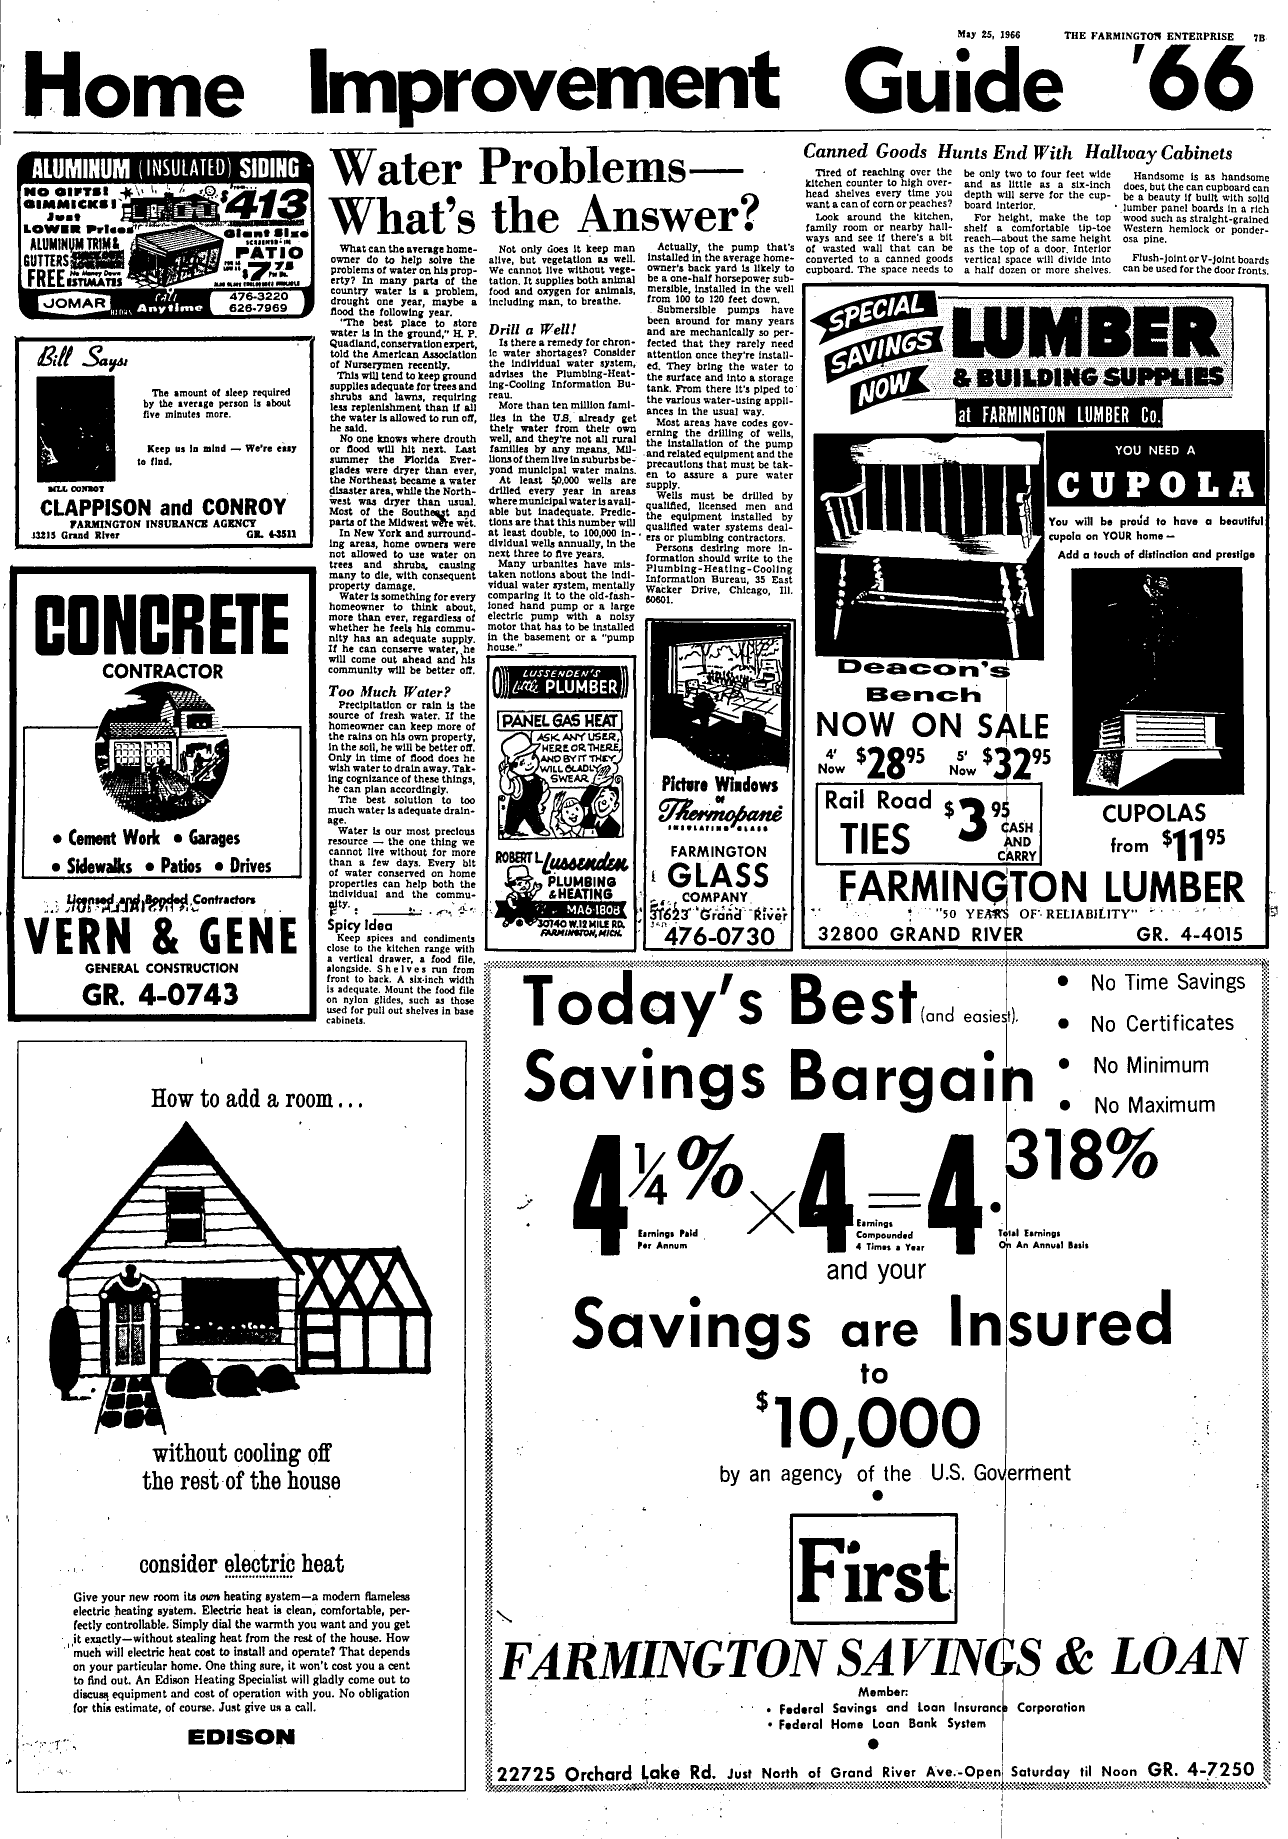 May 25, 1966 THE FARMINGTON ENTERPRISE 7B
Home Improvement Guide '66
ALUMINUM (INSULATED) SIDING
NO GIFTS!
GIMMICKS!
Just
LOWER Prices
$413
ALUMINUM TRIM &
GUTTERS
FREE ESTIMATES
Giant Size
SCREENED-IN
PATIO
$7.75
JOMAR
CALL
Anytime
476-3220
626-7969
Bill Says:
The amount of sleep required
by the average person is about
five minutes more.
Keep us in mind — We're easy
to find.
BILL CONROY
CLAPPISON and CONROY
FARMINGTON INSURANCE AGENCY
33215 Grand River GR. 4-3511
CONCRETE
CONTRACTOR
• Cement Work • Garages
• Sidewalks • Patios • Drives
Licensed and Bonded Contractors
VERN & GENE
GENERAL CONSTRUCTION
GR. 4-0743
Water Problems—
What's the Answer?
What can the average home-
owner do to help solve the
problems of water on his prop-
erty? In many parts of the
country water is a problem,
drought one year, maybe a
flood the following year.
"The best place to store
water is in the ground," H. P.
Quadland, conservation expert,
told the American Association
of Nurserymen recently.
This will tend to keep ground
supplies adequate for trees and
shrubs and lawns, requiring
less replenishment than if all
the water is allowed to run off,
he said.
No one knows where drouth
or flood will hit next. Last
summer the Florida Ever-
glades were dryer than ever,
the Northeast became a water
disaster area, while the North-
west was dryer than usual.
Most of the Southeast and
parts of the Midwest were wet.
In New York and surround-
ing areas, home owners were
not allowed to use water on
trees and shrubs, causing
many to die, with consequent
property damage.
Water is something for every
homeowner to think about,
more than ever, regardless of
whether he feels his commu-
nity has an adequate supply.
If he can conserve water, he
will come out ahead and his
community will be better off.
Too Much Water?
Precipitation or rain is the
source of fresh water. If the
homeowner can keep more of
the rains on his own property,
in the soil, he will be better off.
Only in time of flood does he
wish water to drain away. Tak-
ing cognizance of these things,
he can plan accordingly.
The best solution to too
much water is adequate drain-
age.
Water is our most precious
resource — the one thing we
cannot live without for more
than a few days. Every bit
of water conserved on home
properties can help both the
individual and the commu-
nity.
Spicy Idea
Keep spices and condiments
close to the kitchen range with
a vertical drawer, a food file,
alongside. Shelves run from
front to back. A six-inch width
is adequate. Mount the food file
on nylon glides, such as those
used for pull out shelves in base
cabinets.
Not only does it keep man
alive, but vegetation as well.
We cannot live without vege-
tation. It supplies both animal
food and oxygen for animals,
including man, to breathe.
Drill a Well!
Is there a remedy for chron-
ic water shortages? Consider
the individual water system,
advises the Plumbing-Heat-
ing-Cooling Information Bu-
reau.
More than ten million fami-
lies in the U.S. already get
their water from their own
well, and they're not all rural
families by any means. Mil-
lions of them live in suburbs be-
yond municipal water mains.
At least 50,000 wells are
drilled every year in areas
where municipal water is avail-
able but inadequate. Predic-
tions are that this number will
at least double, to 100,000 in-
dividual wells annually, in the
next three to five years.
Many urbanites have mis-
taken notions about the indi-
vidual water system, mentally
comparing it to the old-fash-
ioned hand pump or a large
electric pump with a noisy
motor that has to be installed
in the basement or a "pump
house."
Actually, the pump that's
installed in the average home-
owner's back yard is likely to
be a one-half horsepower sub-
mersible, installed in the well
from 100 to 120 feet down.
Submersible pumps have
been around for many years
and are mechanically so per-
fected that they rarely need
attention once they're install-
ed. They bring the water to
the surface and into a storage
tank. From there it's piped to
the various water-using appli-
ances in the usual way.
Most areas have codes gov-
erning the drilling of wells,
the installation of the pump
and related equipment and the
precautions that must be tak-
en to assure a pure water
supply.
Wells must be drilled by
qualified, licensed men and
the equipment installed by
qualified water systems deal-
ers or plumbing contractors.
Persons desiring more in-
formation should write to the
Plumbing-Heating-Cooling
Information Bureau, 35 East
Wacker Drive, Chicago, Ill.
60601.
LUSSENDEN'S
Little PLUMBER
PANEL GAS HEAT
ASK ANY USER,
HERE OR THERE,
AND BY IT THEY
WILL GLADLY
SWEAR
ROBERT L. Lussenden
PLUMBING
& HEATING
MA 6-1808
30740 W. 12 MILE RD.
FARMINGTON, MICH.
Picture Windows
or
Thermopane
INSULATING GLASS
FARMINGTON
GLASS
COMPANY
31623 Grand River
476-0730
Canned Goods Hunts End With Hallway Cabinets
Tired of reaching over the
kitchen counter to high over-
head shelves every time you
want a can of corn or peaches?
Look around the kitchen,
family room or nearby hall-
ways and see if there's a bit
of wasted wall that can be
converted to a canned goods
cupboard. The space needs to
be only two to four feet wide
and as little as a six-inch
depth will serve for the cup-
board interior.
For height, make the top
shelf a comfortable tip-toe
reach—about the same height
as the top of a door. Interior
vertical space will divide into
a half dozen or more shelves.
Handsome is as handsome
does, but the can cupboard can
be a beauty if built with solid
lumber panel boards in a rich
wood such as straight-grained
Western hemlock or ponder-
osa pine.
Flush-joint or V-joint boards
can be used for the door fronts.
SPECIAL
SAVINGS
NOW
LUMBER
& BUILDING SUPPLIES
at FARMINGTON LUMBER Co.
YOU NEED A
CUPOLA
You will be proud to have a beautiful
cupola on YOUR home —
Add a touch of distinction and prestige
Deacon's
Bench
NOW ON SALE
4' Now $28.95 5' Now $32.95
Rail Road
TIES
$3.95
CASH
AND
CARRY
CUPOLAS
from $11.95
FARMINGTON LUMBER
"50 YEARS OF RELIABILITY"
32800 GRAND RIVER GR. 4-4015
How to add a room...
without cooling off
the rest of the house
consider electric heat
Give your new room its own heating system—a modern flameless
electric heating system. Electric heat is clean, comfortable, per-
fectly controllable. Simply dial the warmth you want and you get
it exactly—without stealing heat from the rest of the house. How
much will electric heat cost to install and operate? That depends
on your particular home. One thing sure, it won't cost you a cent
to find out. An Edison Heating Specialist will gladly come out to
discuss equipment and cost of operation with you. No obligation
for this estimate, of course. Just give us a call.
EDISON
Today's Best (and easiest).
Savings Bargain
• No Time Savings
• No Certificates
• No Minimum
• No Maximum
4¼% × 4 = 4.318%
Earnings Paid
Per Annum
Earnings
Compounded
4 Times a Year
Total Earnings
On An Annual Basis
and your
Savings are Insured
to
$10,000
by an agency of the U.S. Goverment
First
FARMINGTON SAVINGS & LOAN
Member:
• Federal Savings and Loan Insurance Corporation
• Federal Home Loan Bank System
22725 Orchard Lake Rd. Just North of Grand River Ave.-Open Saturday til Noon GR. 4-7250